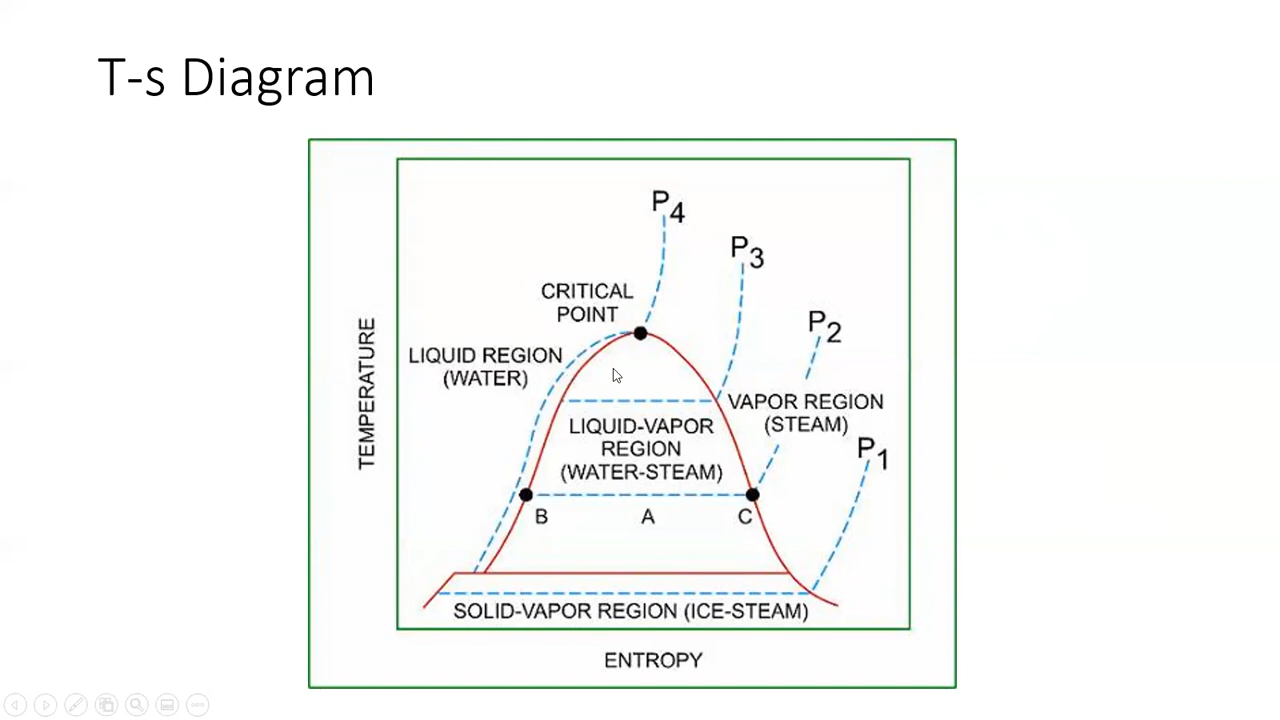 T-s Diagram
P4
P3
CRITICAL
POINT
P2
LIQUID REGION
(WATER)
VAPOR REGION
(STEAM)
TEMPERATURE
LIQUID-VAPOR
REGION
(WATER-STEAM)
P1
B A C
SOLID-VAPOR REGION (ICE-STEAM)
ENTROPY